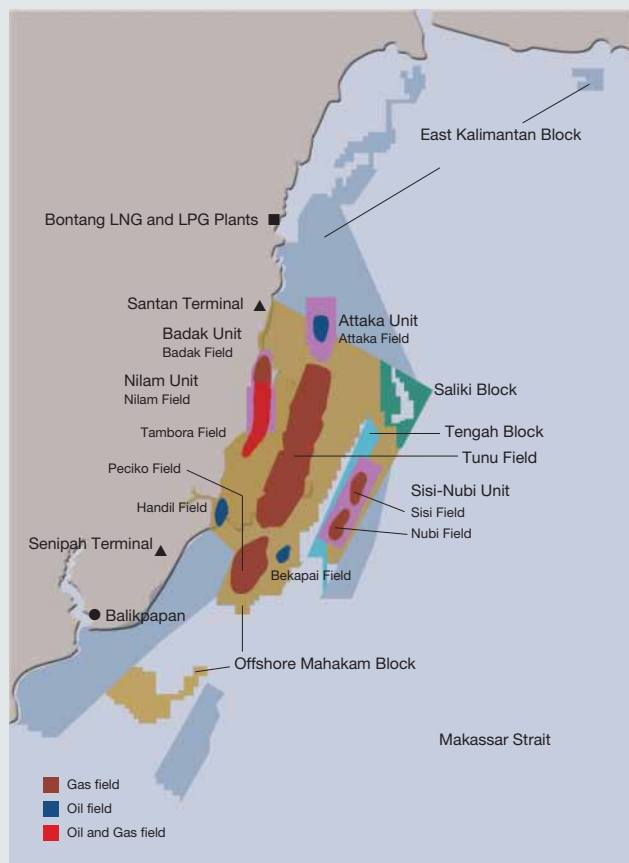 East Kalimantan Block
Bontang LNG and LPG Plants
Santan Terminal
Attaka Unit
Attaka Field
Badak Unit
Badak Field
Nilam Unit
Nilam Field
Saliki Block
Tambora Field
Tengah Block
Tunu Field
Peciko Field
Sisi-Nubi Unit
Sisi Field
Handil Field
Nubi Field
Senipah Terminal
Bekapai Field
Balikpapan
Offshore Mahakam Block
Makassar Strait
Gas field
Oil field
Oil and Gas field